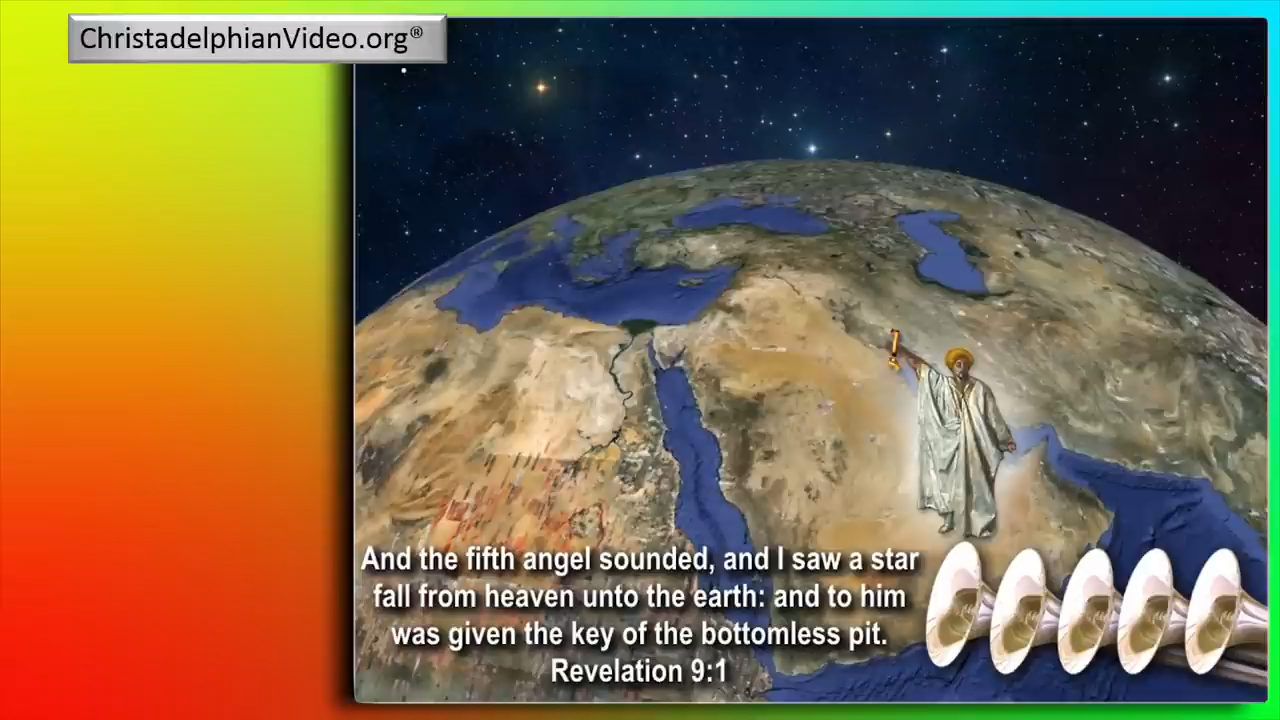 ChristadelphianVideo.org®
And the fifth angel sounded, and I saw a star
fall from heaven unto the earth: and to him
was given the key of the bottomless pit.
Revelation 9:1